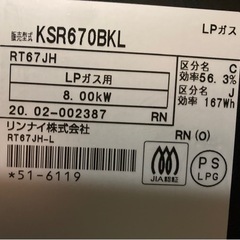 販売型式 KSR670BKL LPガス
RT67JH
区分名 C
効率56.3%
LPガス用
区分名 J
8.00kW
効率 167Wh
20.02-002387 RN
リンナイ株式会社 RN(0)
RT67JH-L
*51-6119
JIA認証
PS
LPG